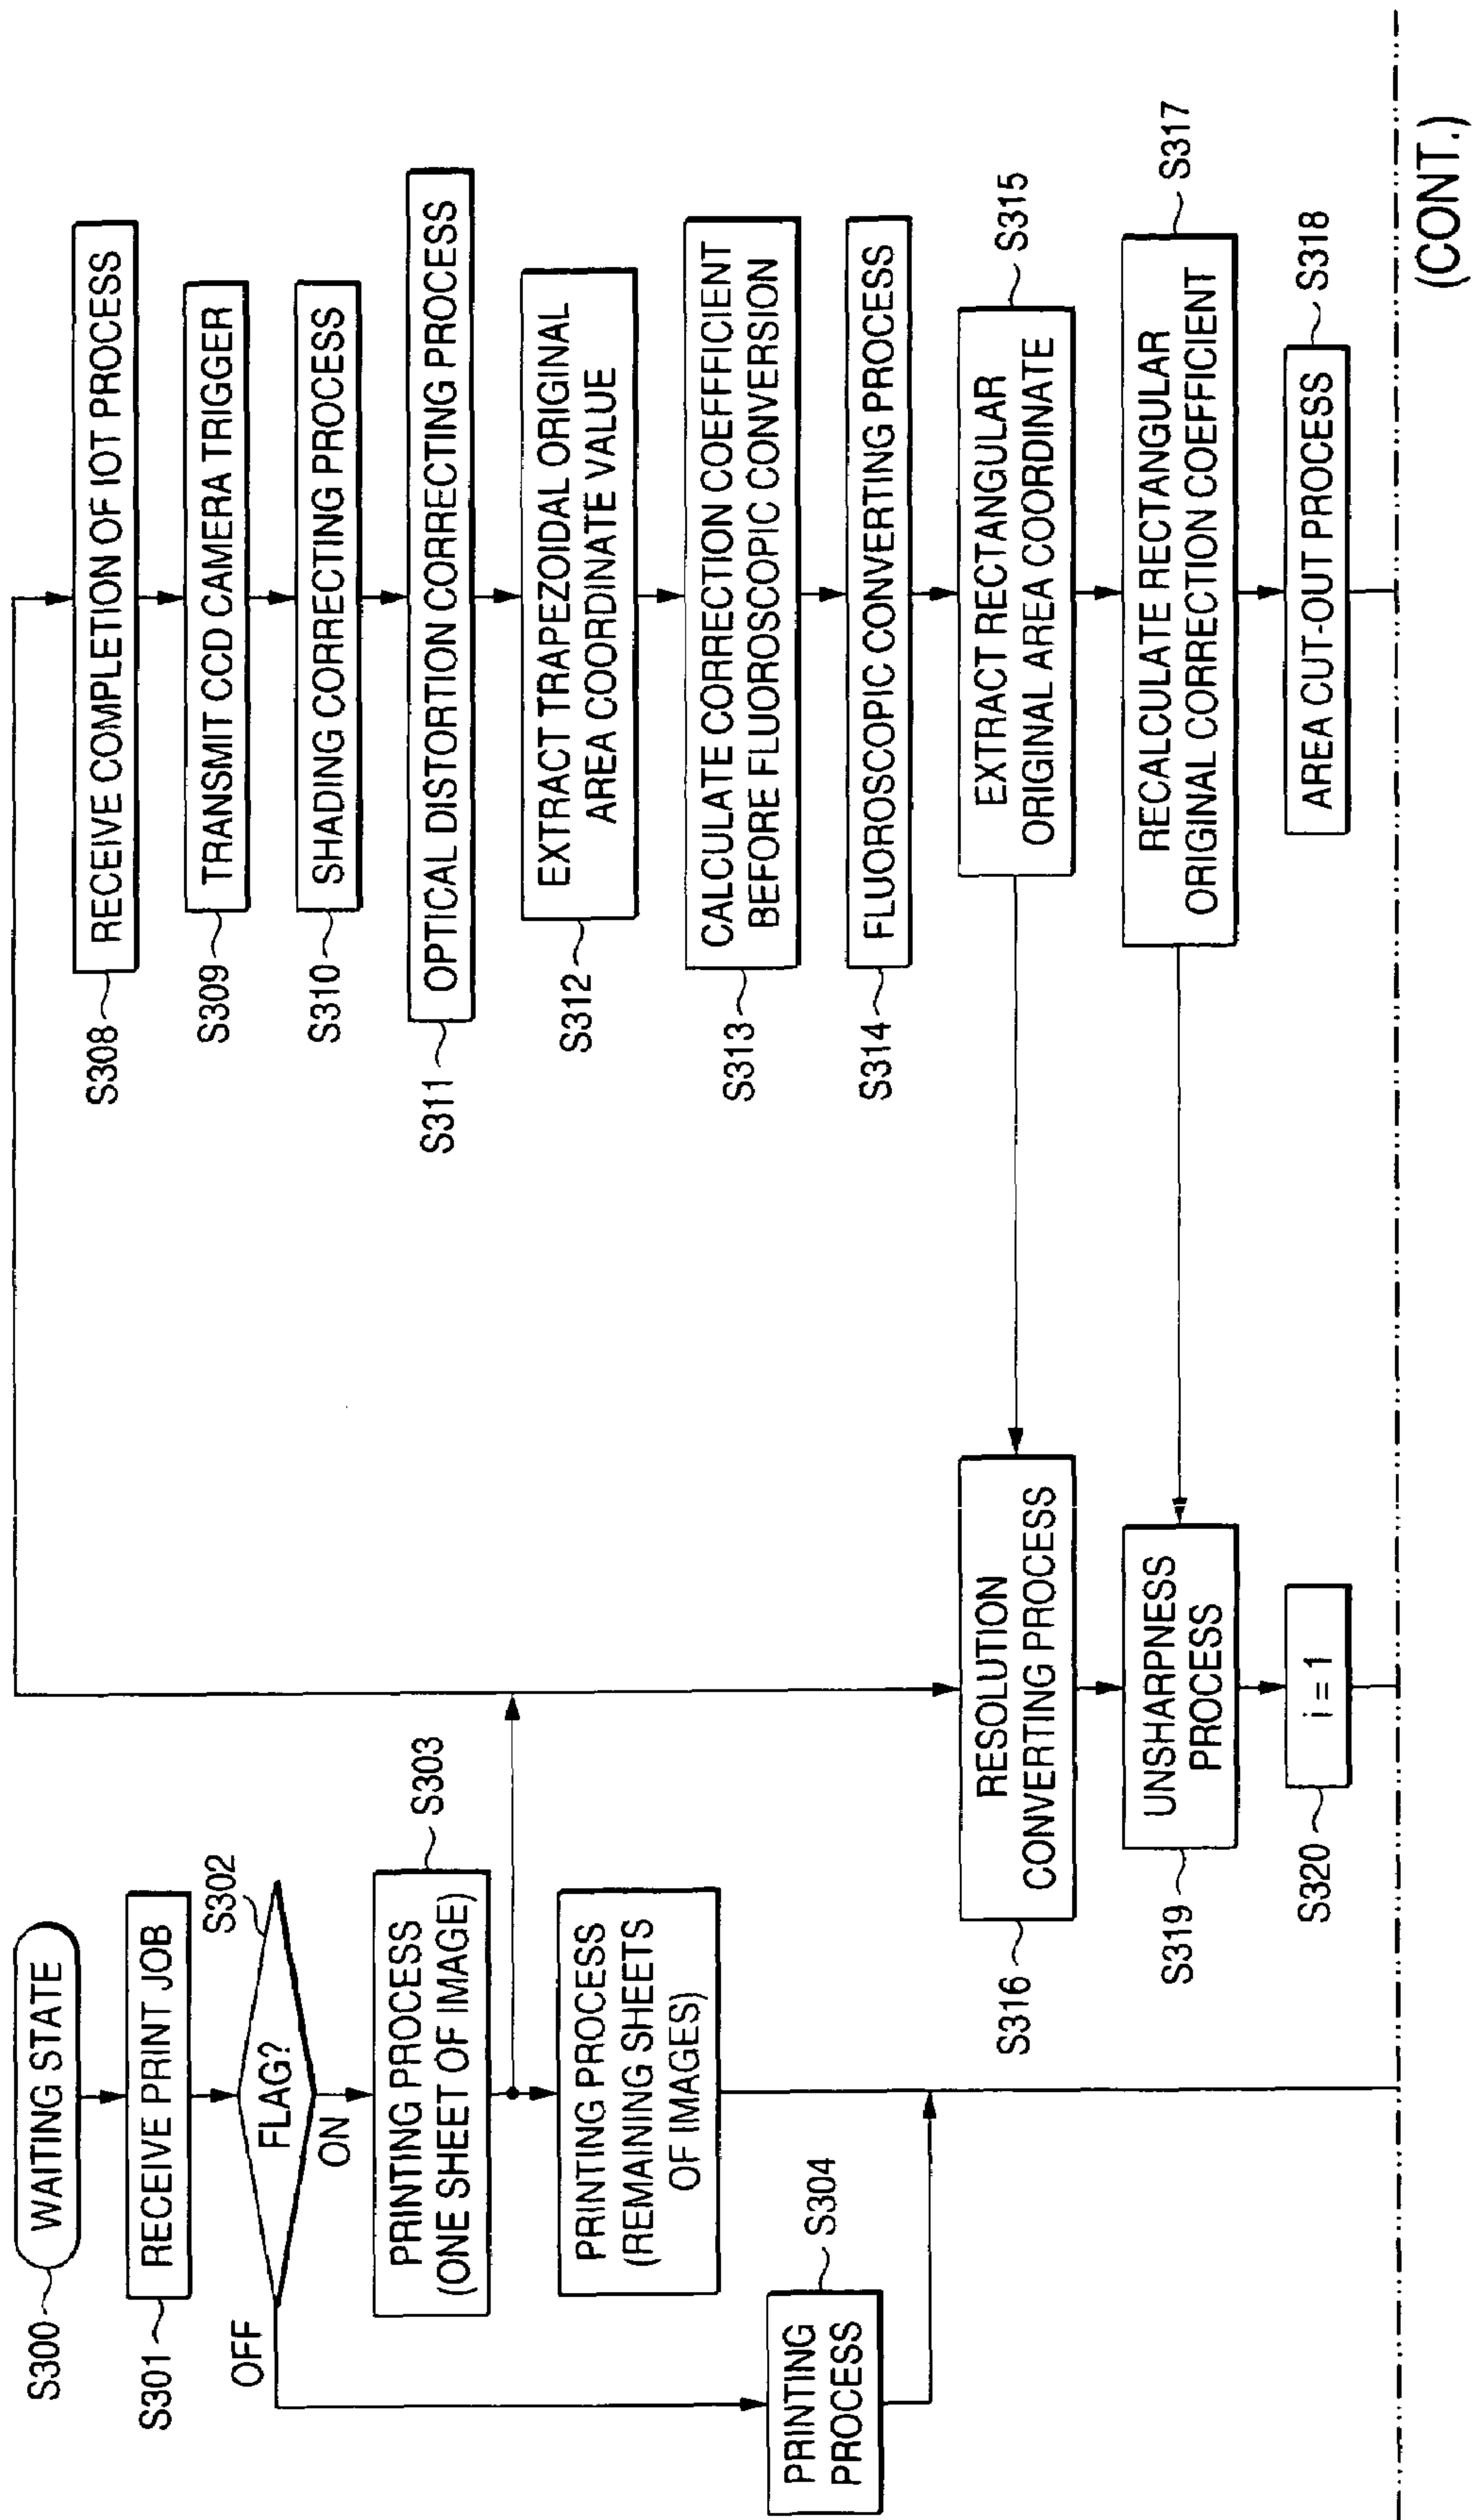 S300
WAITING STATE
S301
RECEIVE PRINT JOB
S302
FLAG?
OFF
ON
S303
PRINTING PROCESS
(ONE SHEET OF IMAGE)
PRINTING PROCESS
(REMAINING SHEETS
OF IMAGES)
S304
PRINTING
PROCESS
S308
RECEIVE COMPLETION OF IOT PROCESS
S309
TRANSMIT CCD CAMERA TRIGGER
S310
SHADING CORRECTING PROCESS
S311
OPTICAL DISTORTION CORRECTING PROCESS
S312
EXTRACT TRAPEZOIDAL ORIGINAL
AREA COORDINATE VALUE
S313
CALCULATE CORRECTION COEFFICIENT
BEFORE FLUOROSCOPIC CONVERSION
S314
FLUOROSCOPIC CONVERTING PROCESS
S315
EXTRACT RECTANGULAR
ORIGINAL AREA COORDINATE
S316
RESOLUTION
CONVERTING PROCESS
S317
RECALCULATE RECTANGULAR
ORIGINAL CORRECTION COEFFICIENT
S319
UNSHARPNESS
PROCESS
S318
AREA CUT-OUT PROCESS
S320
i = 1
(CONT.)